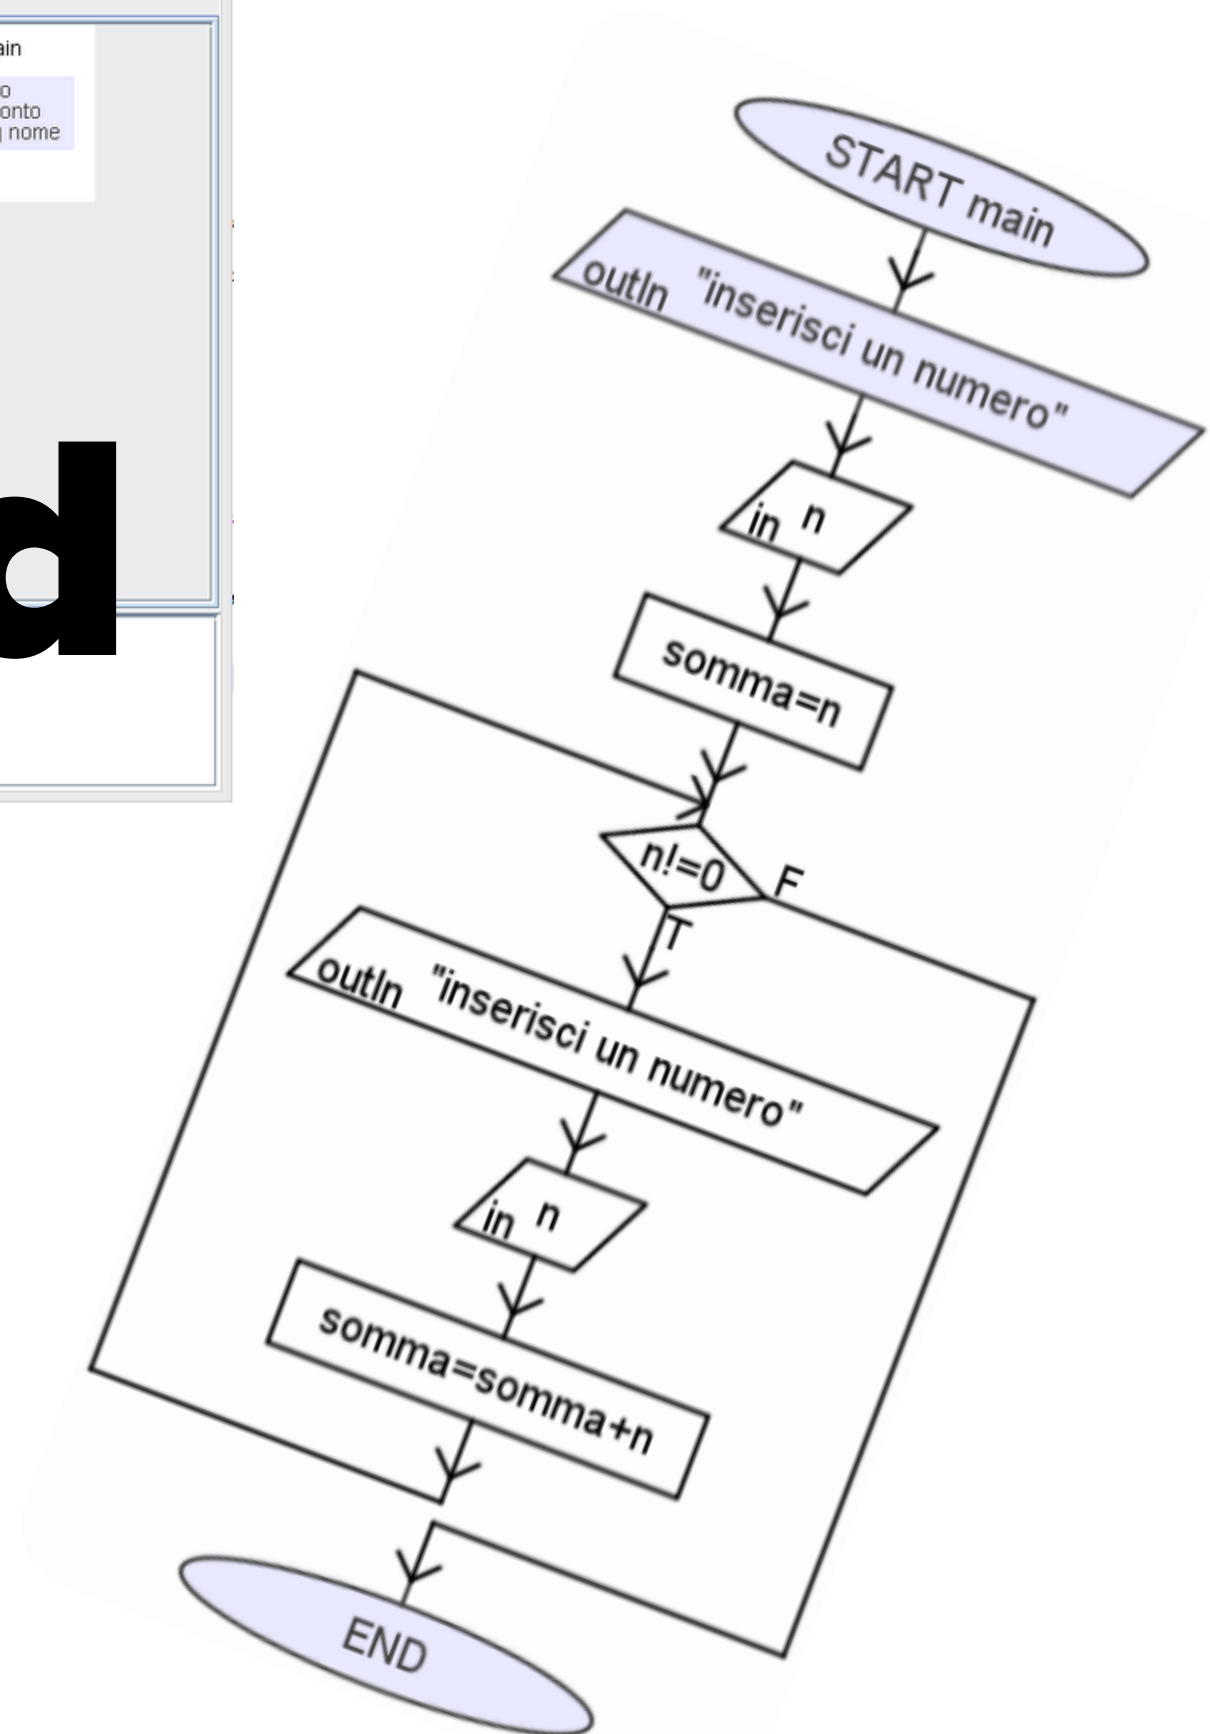 onto
nome
d
START main
outln "inserisci un numero"
in n
somma=n
n!=0
F
T
outln "inserisci un numero"
in n
somma=somma+n
END